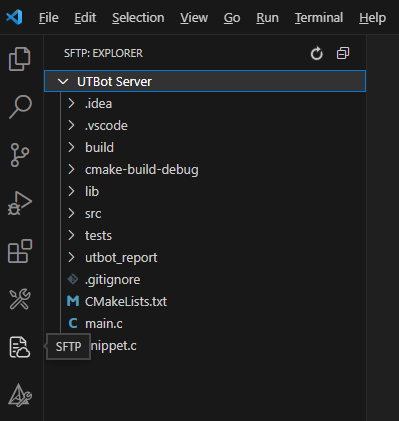 File Edit Selection View Go Run Terminal Help
SFTP: EXPLORER
UTBot Server
.idea
.vscode
build
cmake-build-debug
lib
src
tests
utbot_report
.gitignore
M CMakeLists.txt
C main.c
SFTP nippet.c